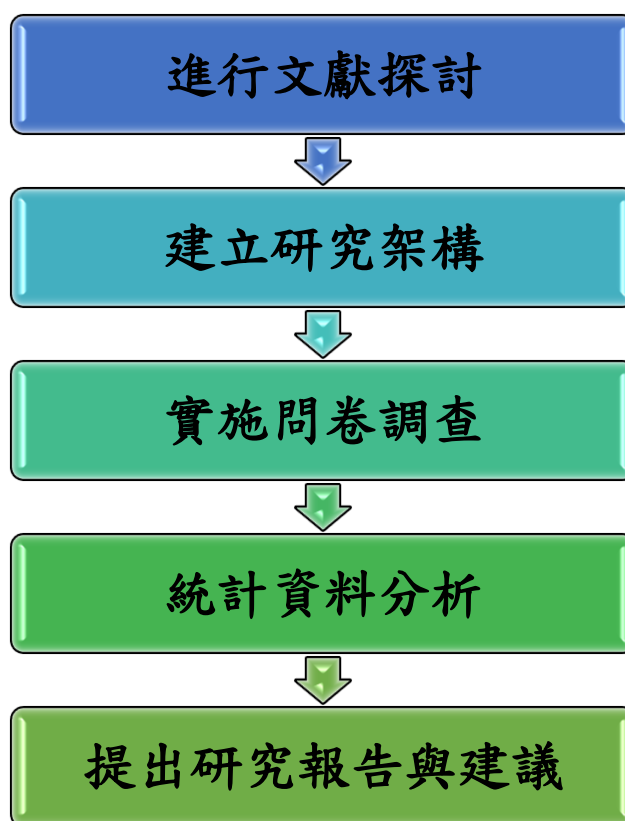 進行文獻探討
建立研究架構
實施問卷調查
統計資料分析
提出研究報告與建議